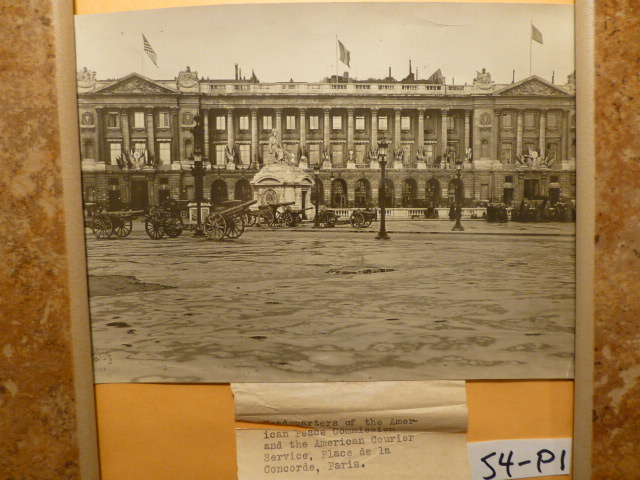 Headquarters of the Amer-
ican Peace Commission
and the American Courier
Service, Place de la
Concorde, Paris.
54-P1